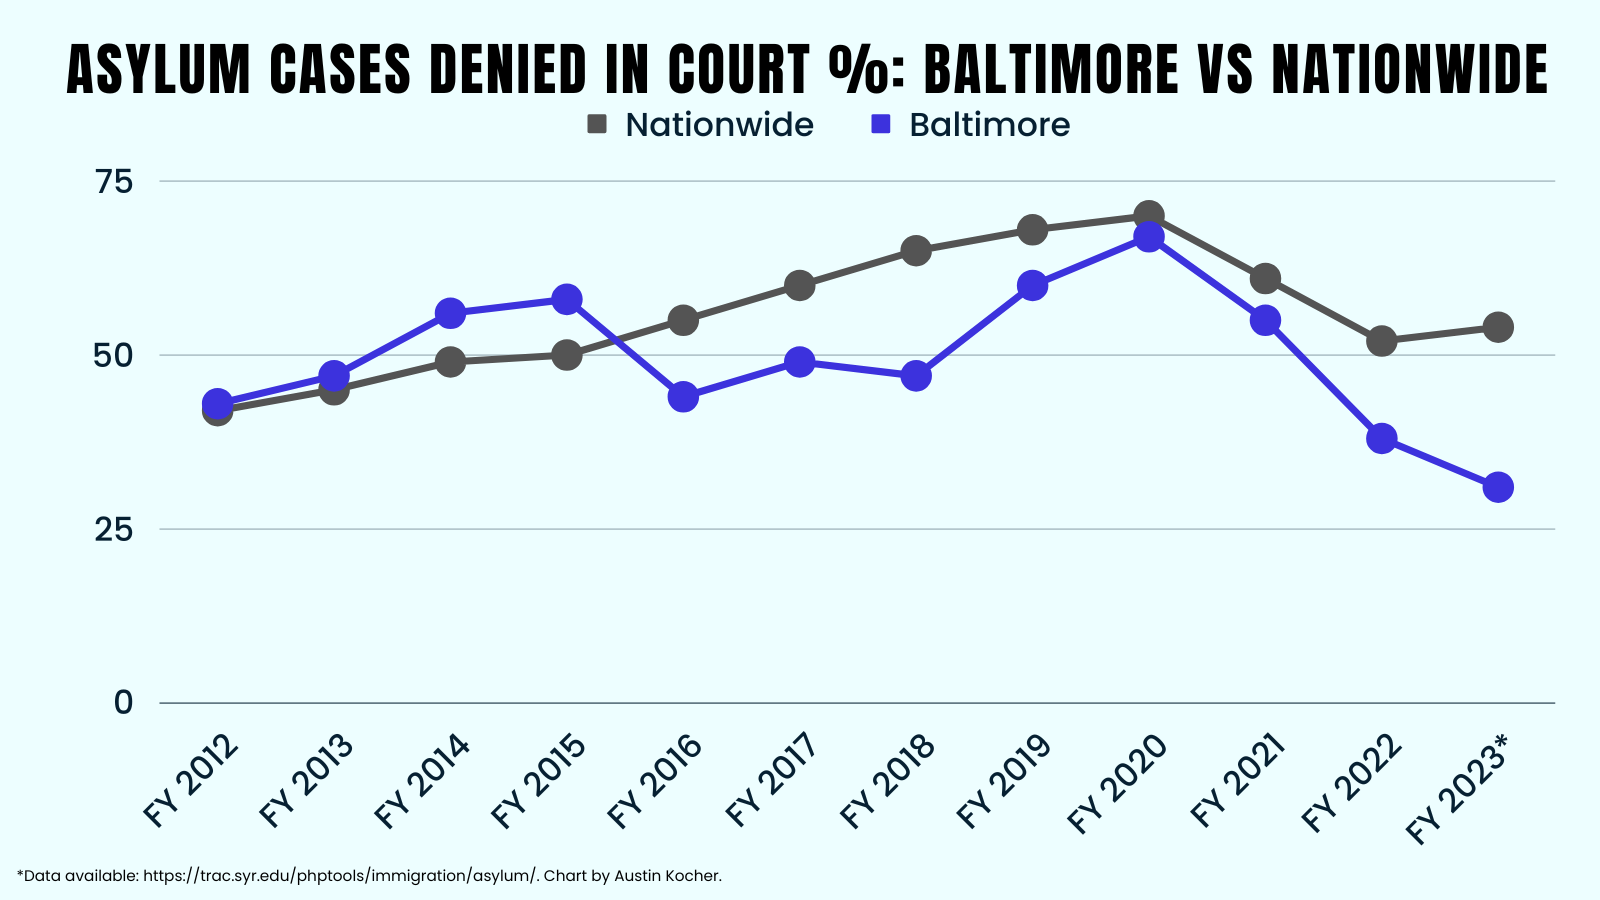 ASYLUM CASES DENIED IN COURT %: BALTIMORE VS NATIONWIDE
Nationwide Baltimore
75
50
25
0
FY 2012 FY 2013 FY 2014 FY 2015 FY 2016 FY 2017 FY 2018 FY 2019 FY 2020 FY 2021 FY 2022 FY 2023*
*Data available: https://trac.syr.edu/phptools/immigration/asylum/. Chart by Austin Kocher.